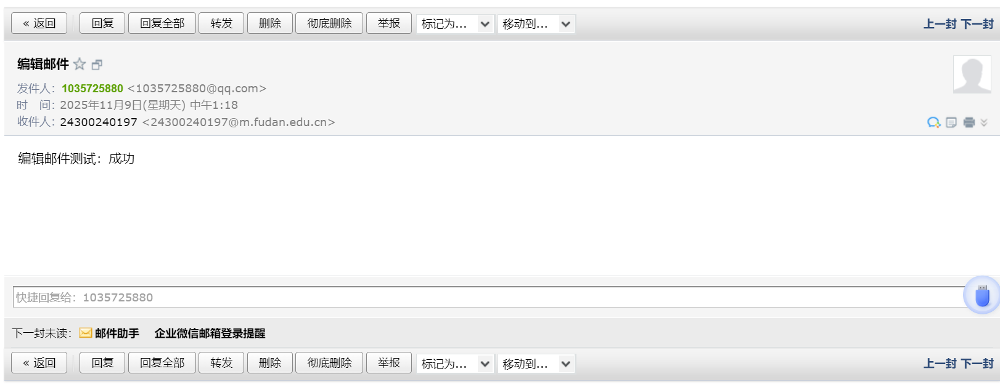 « 返回 回复 回复全部 转发 删除 彻底删除 举报 标记为... 移动到... 上一封 下一封
编辑邮件
发件人：1035725880 <1035725880@qq.com>
时　间：2025年11月9日(星期天) 中午1:18
收件人：24300240197 <24300240197@m.fudan.edu.cn>
编辑邮件测试：成功
快捷回复给：1035725880
下一封未读：邮件助手 企业微信邮箱登录提醒
« 返回 回复 回复全部 转发 删除 彻底删除 举报 标记为... 移动到... 上一封 下一封